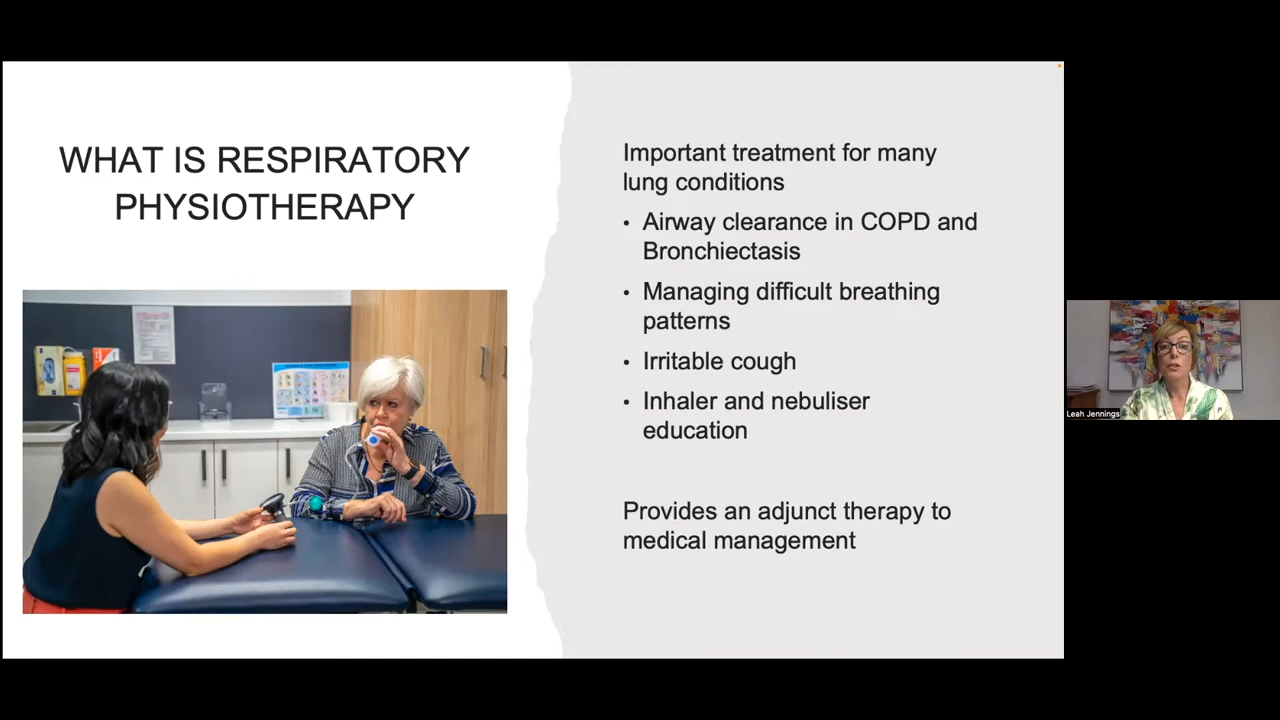 WHAT IS RESPIRATORY
PHYSIOTHERAPY
Important treatment for many
lung conditions
• Airway clearance in COPD and
Bronchiectasis
• Managing difficult breathing
patterns
• Irritable cough
• Inhaler and nebuliser
education
Provides an adjunct therapy to
medical management
Leah Jennings